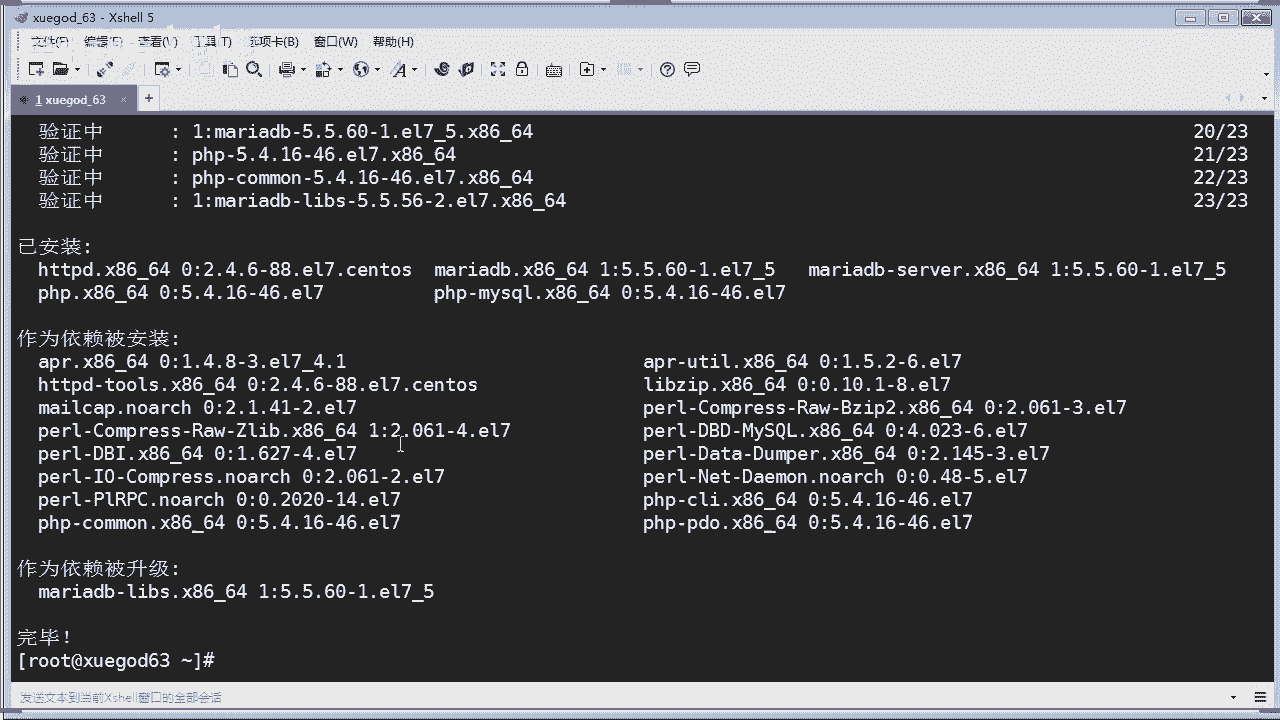 xuegod_63 - Xshell 5
文件(F) 编辑(E) 查看(V) 工具(T) 选项卡(B) 窗口(W) 帮助(H)
1 xuegod_63 × +
验证中 : 1:mariadb-5.5.60-1.el7_5.x86_64 20/23
验证中 : php-5.4.16-46.el7.x86_64 21/23
验证中 : php-common-5.4.16-46.el7.x86_64 22/23
验证中 : 1:mariadb-libs-5.5.56-2.el7.x86_64 23/23
已安装:
httpd.x86_64 0:2.4.6-88.el7.centos mariadb.x86_64 1:5.5.60-1.el7_5 mariadb-server.x86_64 1:5.5.60-1.el7_5
php.x86_64 0:5.4.16-46.el7 php-mysql.x86_64 0:5.4.16-46.el7
作为依赖被安装:
apr.x86_64 0:1.4.8-3.el7_4.1 apr-util.x86_64 0:1.5.2-6.el7
httpd-tools.x86_64 0:2.4.6-88.el7.centos libzip.x86_64 0:0.10.1-8.el7
mailcap.noarch 0:2.1.41-2.el7 perl-Compress-Raw-Bzip2.x86_64 0:2.061-3.el7
perl-Compress-Raw-Zlib.x86_64 1:2.061-4.el7 perl-DBD-MySQL.x86_64 0:4.023-6.el7
perl-DBI.x86_64 0:1.627-4.el7 perl-Data-Dumper.x86_64 0:2.145-3.el7
perl-IO-Compress.noarch 0:2.061-2.el7 perl-Net-Daemon.noarch 0:0.48-5.el7
perl-PlRPC.noarch 0:0.2020-14.el7 php-cli.x86_64 0:5.4.16-46.el7
php-common.x86_64 0:5.4.16-46.el7 php-pdo.x86_64 0:5.4.16-46.el7
作为依赖被升级:
mariadb-libs.x86_64 1:5.5.60-1.el7_5
完毕！
[root@xuegod63 ~]#
发送文本到当前Xshell窗口的全部会话